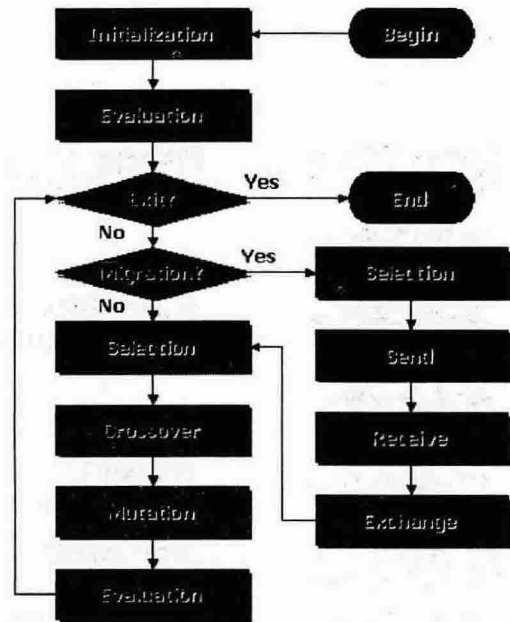 Initialization
Begin
Evaluation
Exit?
Yes
End
No
Migration?
Yes
Selection
No
Selection
Send
Crossover
Receive
Mutation
Exchange
Evaluation